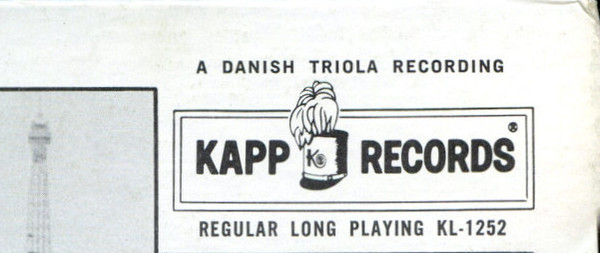 A DANISH TRIOLA RECORDING
KAPP K RECORDS®
REGULAR LONG PLAYING KL-1252